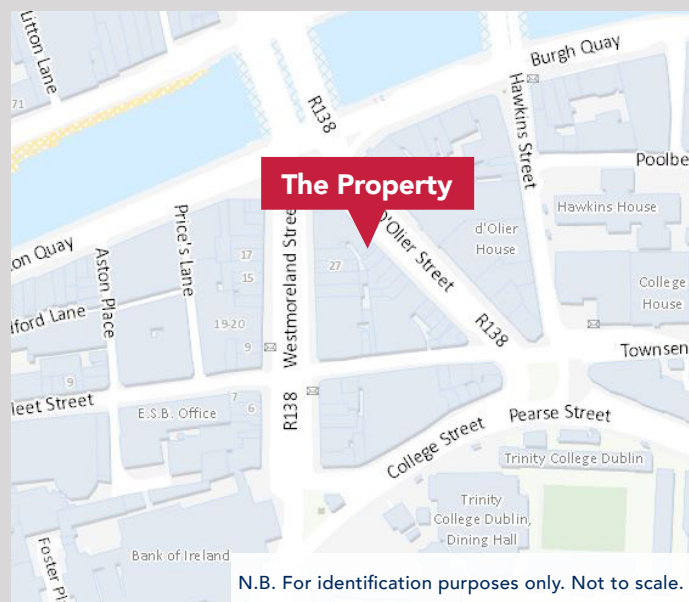 Litton Lane
71
R138
Burgh Quay
Hawkins Street
Poolbe
The Property
Hawkins House
d'Olier
House
D'Olier Street
College
House
on Quay
Price's Lane
Aston Place
17
15
27
Westmoreland Stree
lford Lane
19-20
9
R138
Townsen
9
leet Street
E.S.B. Office
7
6
R138
College Street
Pearse Street
Trinity College Dublin
Trinity
College Dublin,
Dining Hall
Bank of Ireland
Foster Pl
N.B. For identification purposes only. Not to scale.